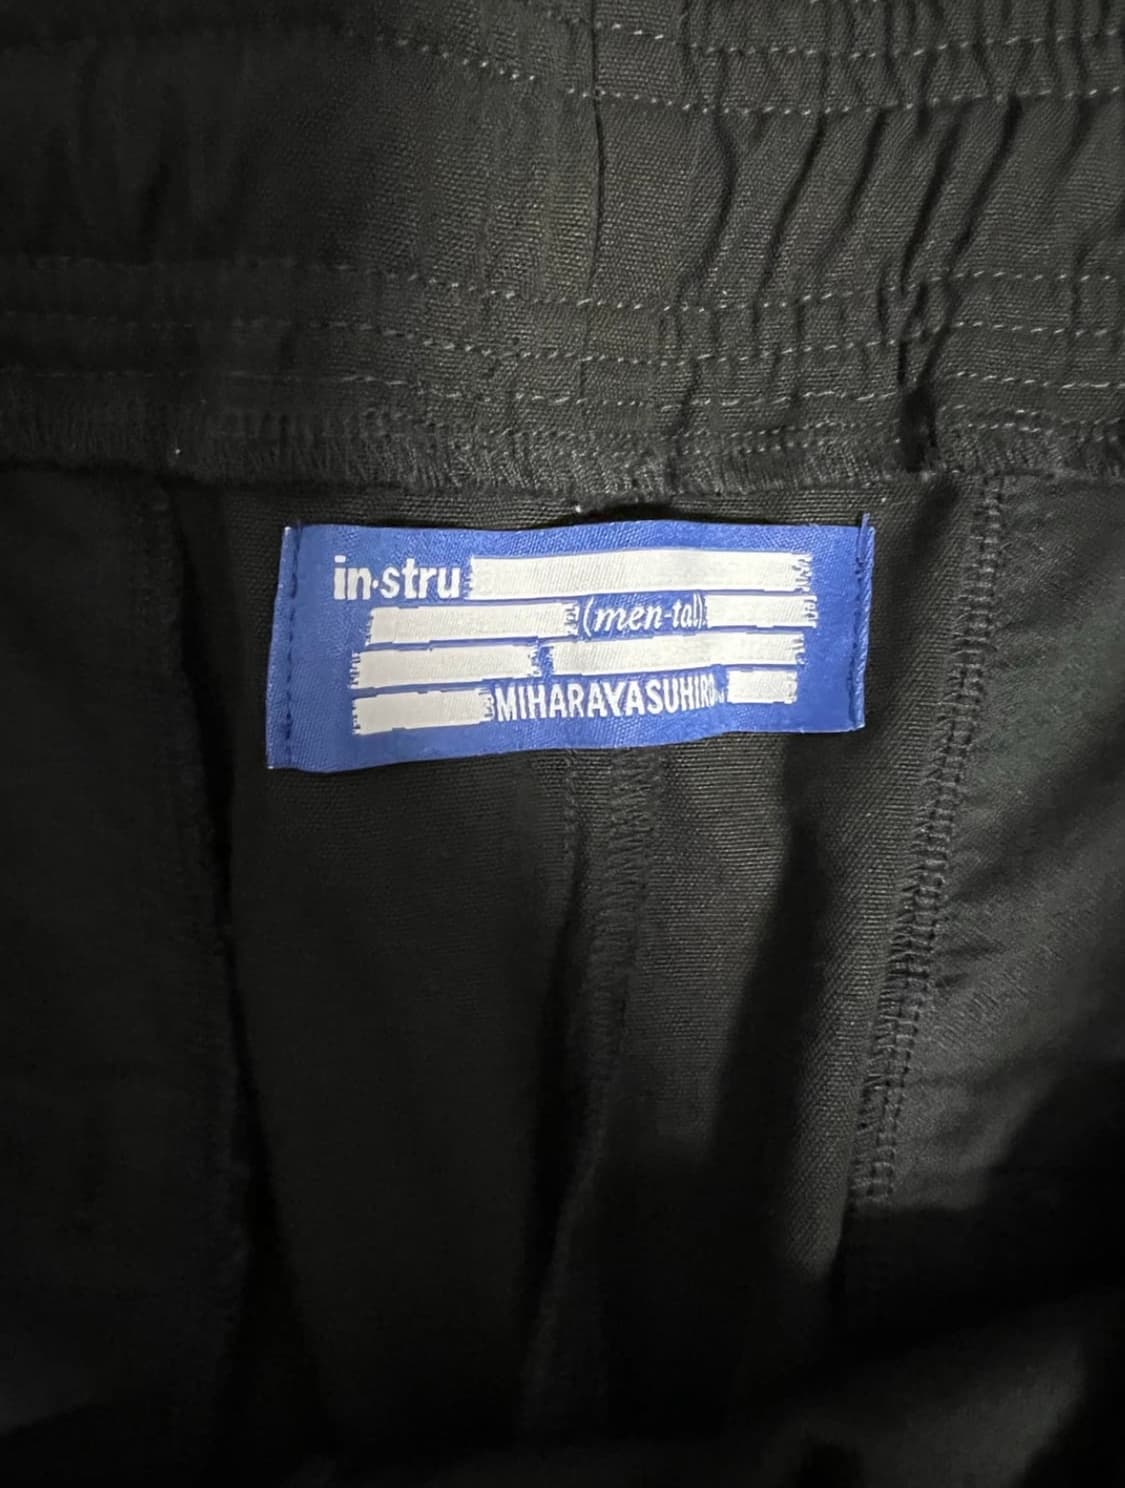 in·stru
(men-tal)
MIHARAYASUHIRO